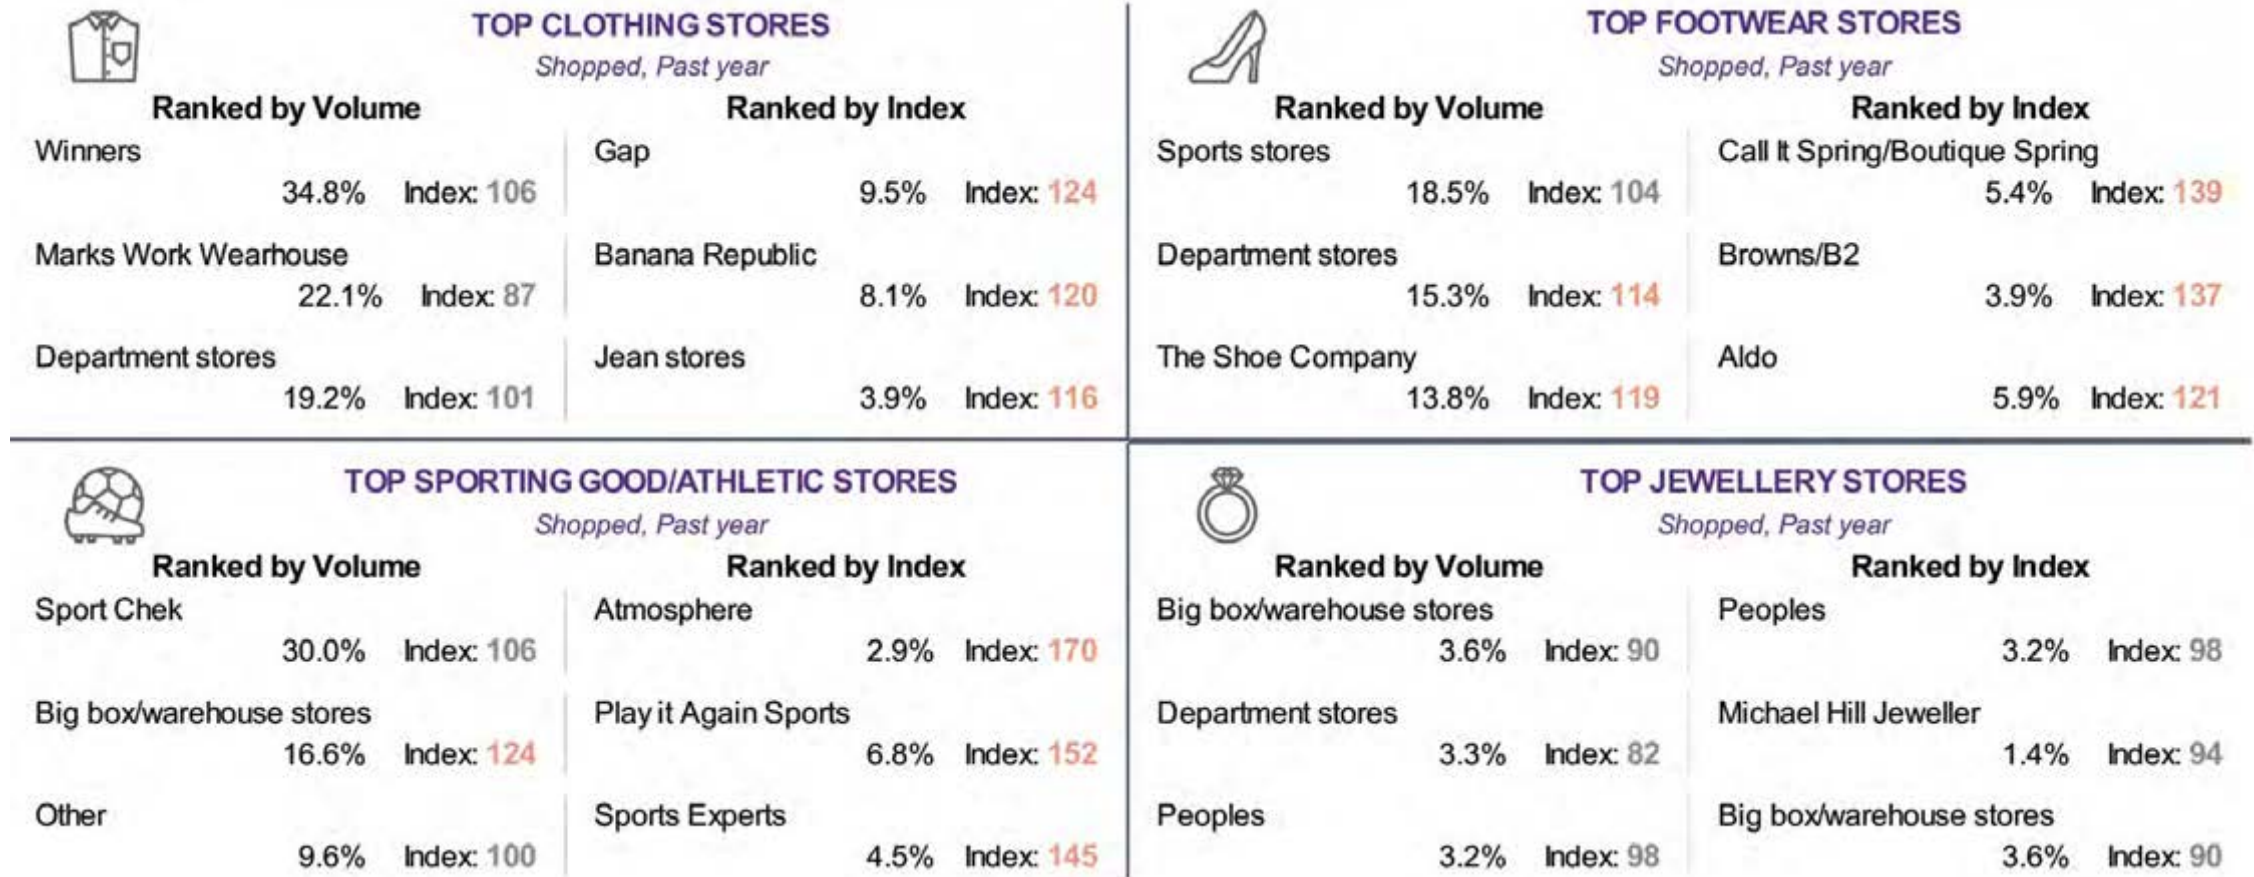 TOP CLOTHING STORES
Shopped, Past year
Ranked by Volume
Winners
34.8% Index: 106
Marks Work Wearhouse
22.1% Index: 87
Department stores
19.2% Index: 101
Ranked by Index
Gap
9.5% Index: 124
Banana Republic
8.1% Index: 120
Jean stores
3.9% Index: 116
TOP FOOTWEAR STORES
Shopped, Past year
Ranked by Volume
Sports stores
18.5% Index: 104
Department stores
15.3% Index: 114
The Shoe Company
13.8% Index: 119
Ranked by Index
Call It Spring/Boutique Spring
5.4% Index: 139
Browns/B2
3.9% Index: 137
Aldo
5.9% Index: 121
TOP SPORTING GOOD/ATHLETIC STORES
Shopped, Past year
Ranked by Volume
Sport Chek
30.0% Index: 106
Big box/warehouse stores
16.6% Index: 124
Other
9.6% Index: 100
Ranked by Index
Atmosphere
2.9% Index: 170
Play it Again Sports
6.8% Index: 152
Sports Experts
4.5% Index: 145
TOP JEWELLERY STORES
Shopped, Past year
Ranked by Volume
Big box/warehouse stores
3.6% Index: 90
Department stores
3.3% Index: 82
Peoples
3.2% Index: 98
Ranked by Index
Peoples
3.2% Index: 98
Michael Hill Jeweller
1.4% Index: 94
Big box/warehouse stores
3.6% Index: 90